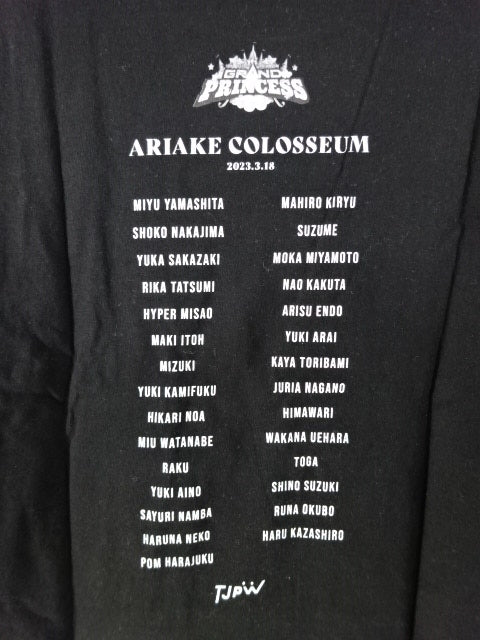 GRAND
PRINCESS
ARIAKE COLOSSEUM
2023.3.18
MIYU YAMASHITA
SHOKO NAKAJIMA
YUKA SAKAZAKI
RIKA TATSUMI
HYPER MISAO
MAKI ITOH
MIZUKI
YUKI KAMIFUKU
HIKARI NOA
MIU WATANABE
RAKU
YUKI AINO
SAYURI NAMBA
HARUNA NEKO
POM HARAJUKU
MAHIRO KIRYU
SUZUME
MOKA MIYAMOTO
NAO KAKUTA
ARISU ENDO
YUKI ARAI
KAYA TORIBAMI
JURIA NAGANO
HIMAWARI
WAKANA UEHARA
TOGA
SHINO SUZUKI
RUNA OKUBO
HARU KAZASHIRO
TJPW